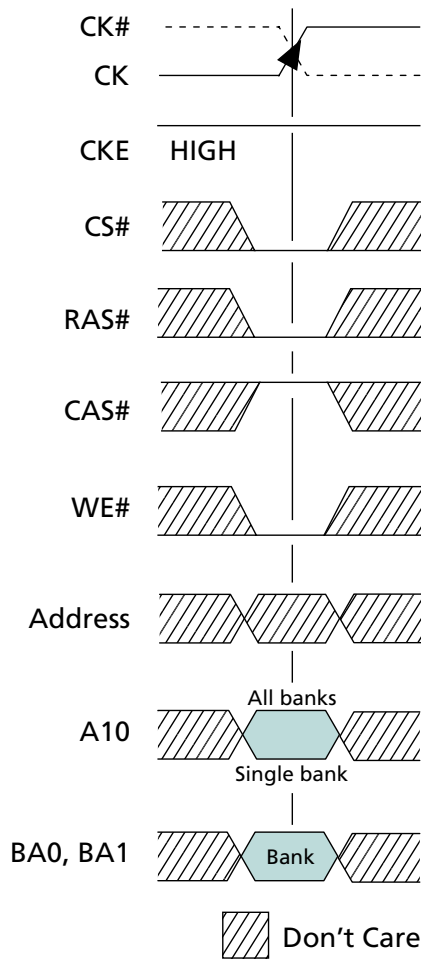 CK#
CK
CKE HIGH
CS#
RAS#
CAS#
WE#
Address
All banks
A10
Single bank
BA0, BA1 Bank
Don't Care